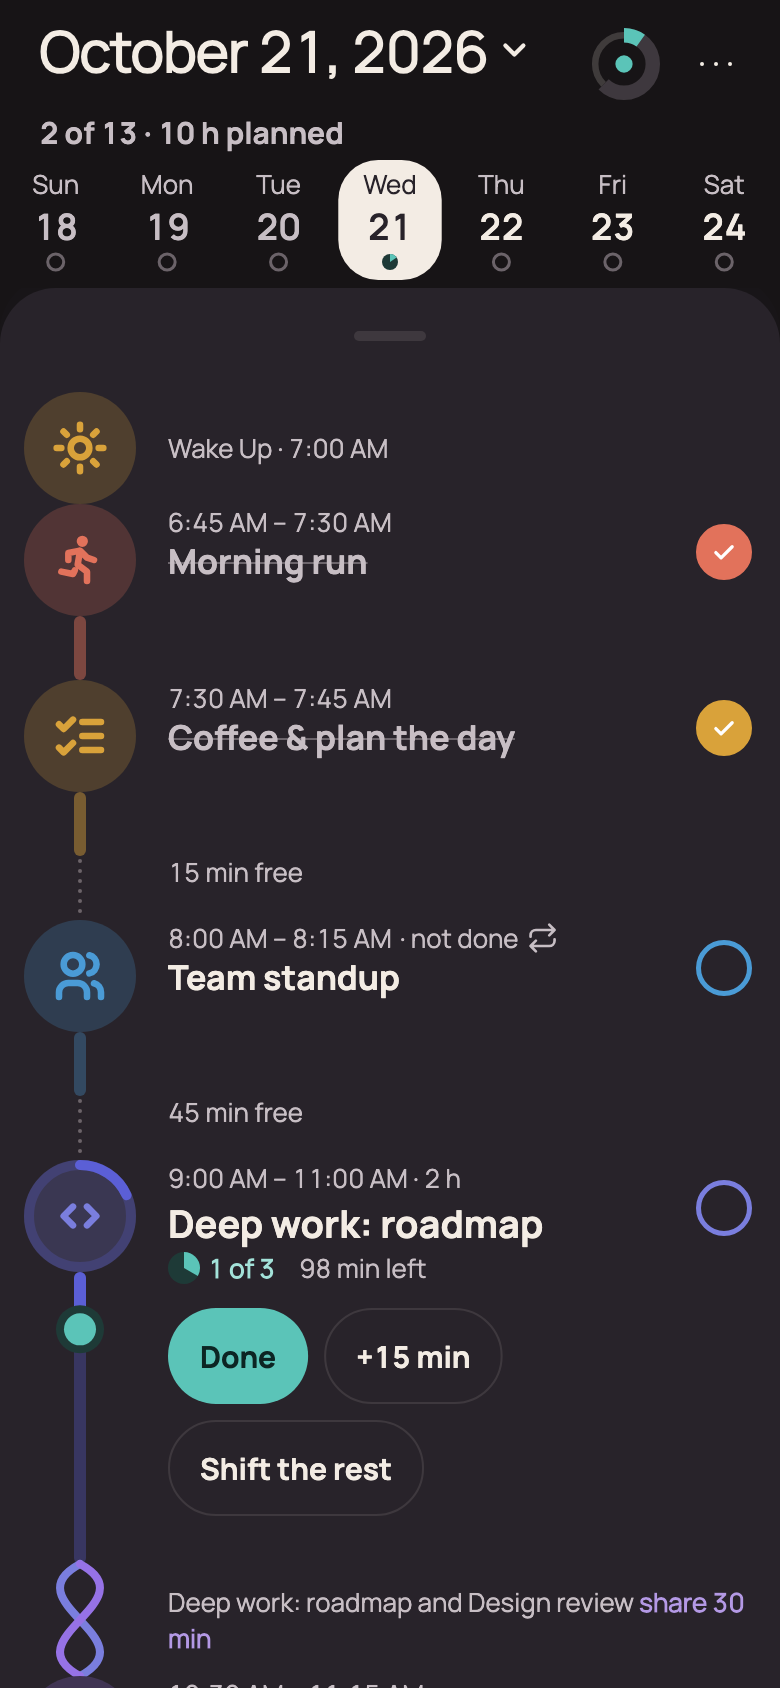 October 21, 2026
...
2 of 13 · 10 h planned
Sun Mon Tue Wed Thu Fri Sat
18 19 20 21 22 23 24
Wake Up · 7:00 AM
6:45 AM – 7:30 AM
Morning run
7:30 AM – 7:45 AM
Coffee & plan the day
15 min free
8:00 AM – 8:15 AM · not done
Team standup
45 min free
9:00 AM – 11:00 AM · 2 h
Deep work: roadmap
1 of 3 98 min left
Done +15 min
Shift the rest
Deep work: roadmap and Design review share 30
min